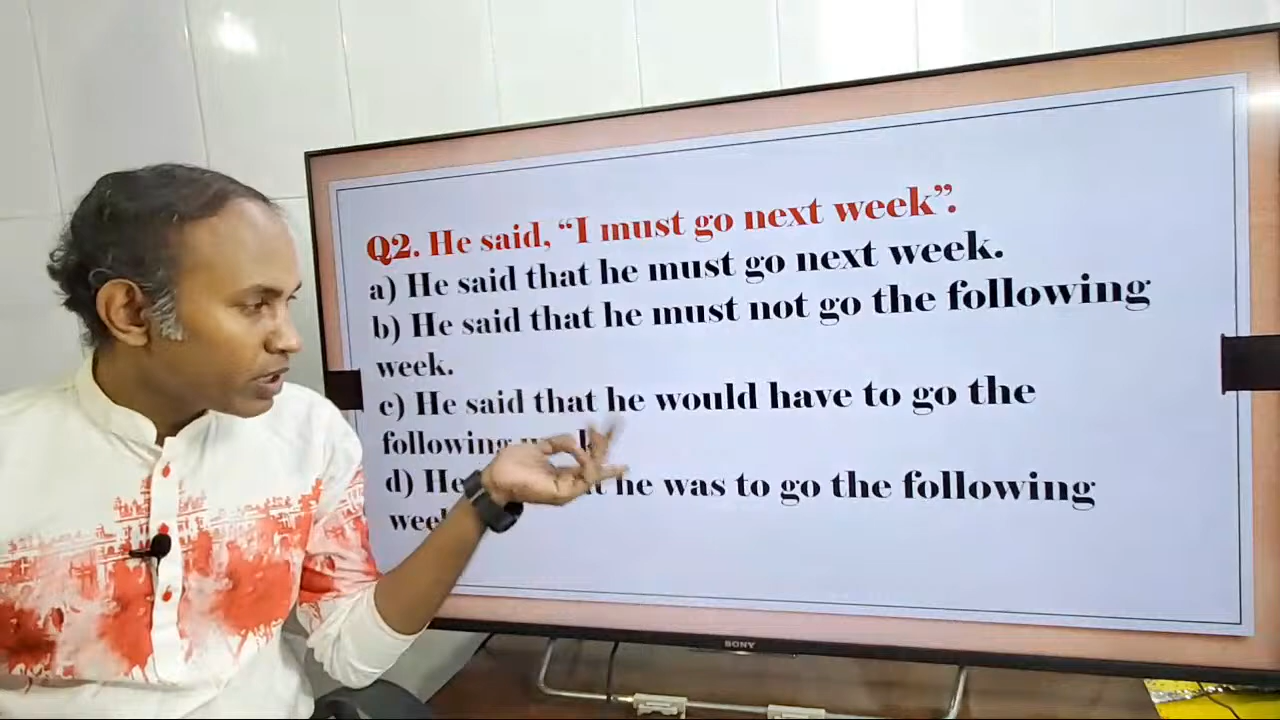 Q2. He said, “I must go next week”.
a) He said that he must go next week.
b) He said that he must not go the following
week.
c) He said that he would have to go the
following
d) He he was to go the following
SONY